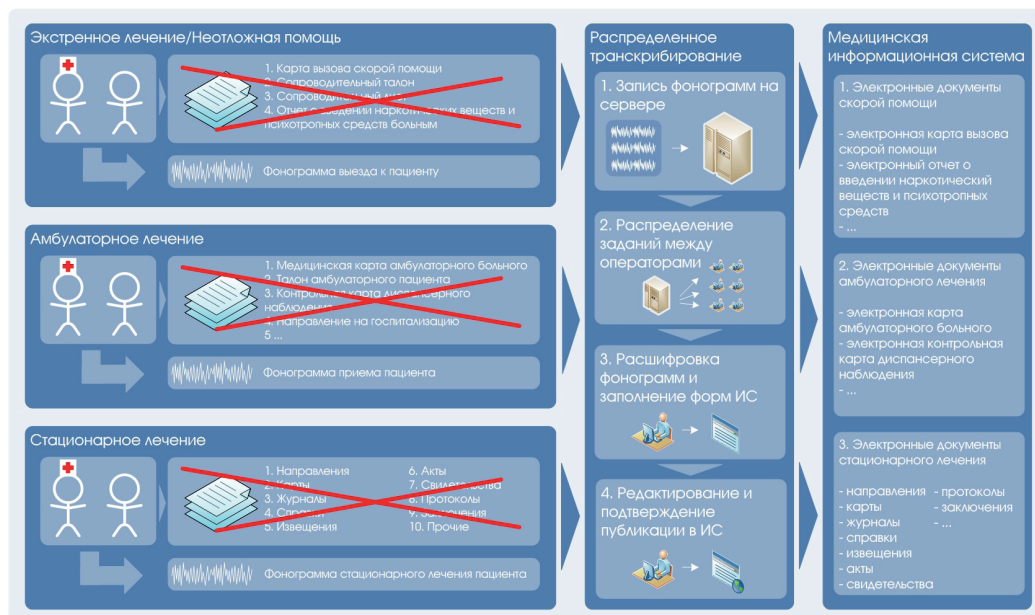 Экстренное лечение/Неотложная помощь
1. Карта вызова скорой помощи
2. Сопроводительный талон
3. Сопроводительный лист
4. Отчет о введении наркотических веществ и
психотропных средств больным
Фонограмма выезда к пациенту
Амбулаторное лечение
1. Медицинская карта амбулаторного больного
2. Талон амбулаторного пациента
3. Контрольная карта диспансерного
наблюдения
4. Направление на госпитализацию
5 ...
Фонограмма приема пациента
Стационарное лечение
1. Направления
2. Карты
3. Журналы
4. Справки
5. Извещения
6. Акты
7. Свидетельства
8. Протоколы
9. Заключения
10. Прочие
Фонограмма стационарного лечения пациента
Распределенное
транскрибирование
1. Запись фонограмм на
сервере
2. Распределение
заданий между
операторами
3. Расшифровка
фонограмм и
заполнение форм ИС
4. Редактирование и
подтверждение
публикации в ИС
Медицинская
информационная система
1. Электронные документы
скорой помощи
- электронная карта вызова
скорой помощи
- электронный отчет о
введении наркотический
веществ и психотропных
средств
- ...
2. Электронные документы
амбулаторного лечения
- электронная карта
амбулаторного больного
- электронная контрольная
карта диспансерного
наблюдения
- ...
3. Электронные документы
стационарного лечения
- направления
- карты
- журналы
- справки
- извещения
- акты
- свидетельства
- протоколы
- заключения
- ...